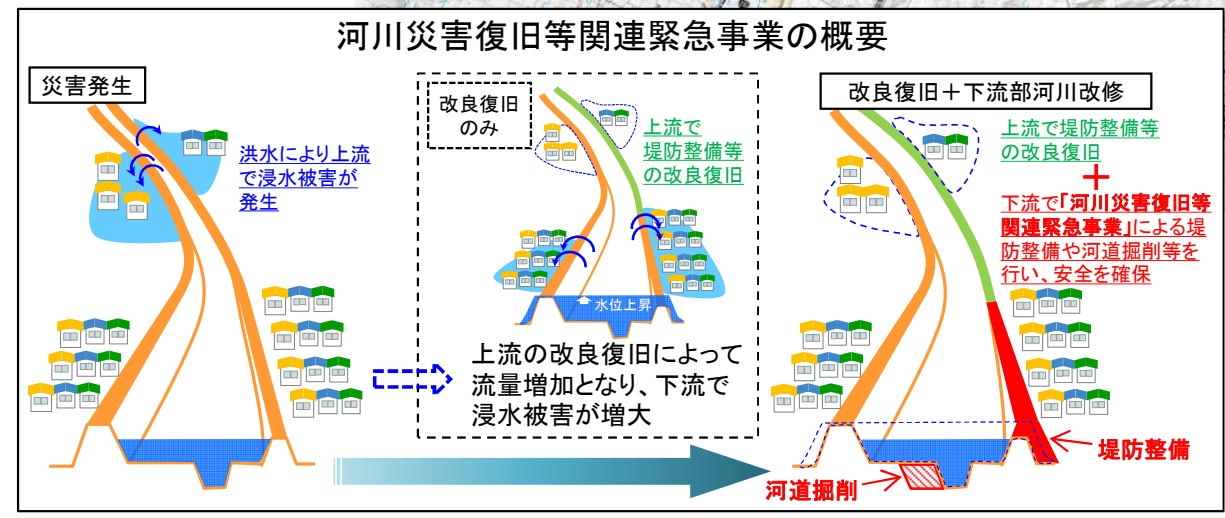 河川災害復旧等関連緊急事業の概要
災害発生
洪水により上流
で浸水被害が
発生
改良復旧
のみ
上流で
堤防整備等
の改良復旧
水位上昇
上流の改良復旧によって
流量増加となり、下流で
浸水被害が増大
改良復旧＋下流部河川改修
上流で堤防整備等
の改良復旧
＋
下流で「河川災害復旧等
関連緊急事業」による堤
防整備や河道掘削等を
行い、安全を確保
堤防整備
河道掘削